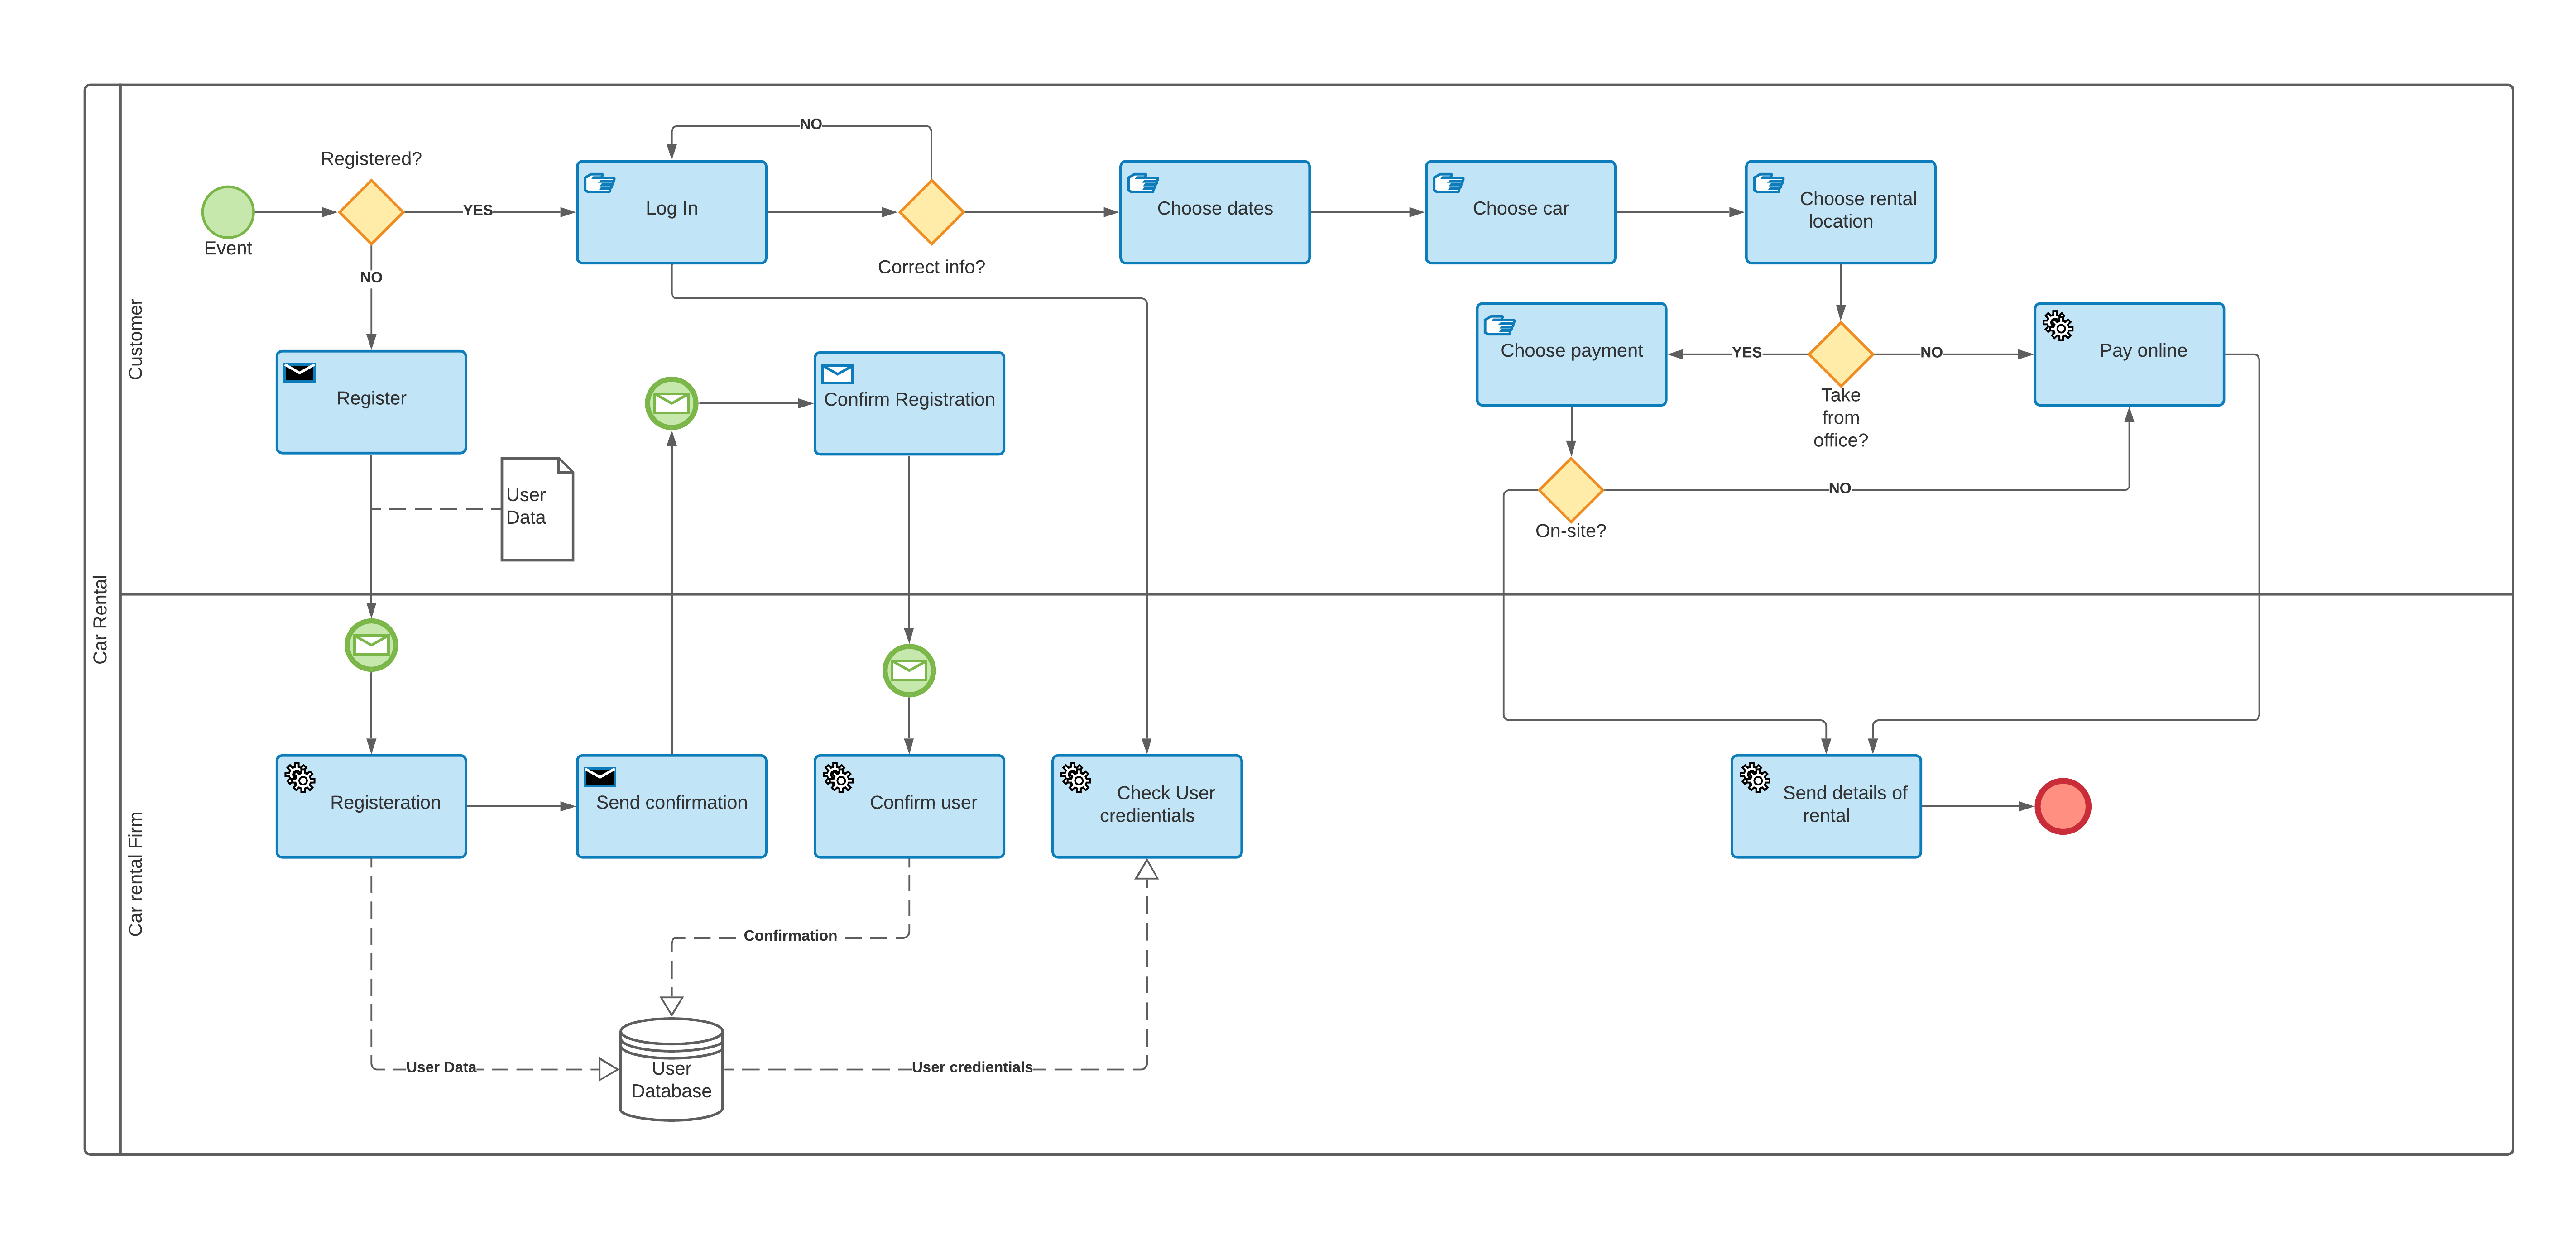 Car Rental
Customer
Car rental Firm
Registered?
Event
YES
NO
Log In
NO
Correct info?
Choose dates
Choose car
Choose rental
location
Register
User
Data
Confirm Registration
Choose payment
YES
NO
Take
from
office?
Pay online
On-site?
NO
Registeration
Send confirmation
Confirm user
Check User
credientials
Send details of
rental
Confirmation
User Data
User
Database
User credientials